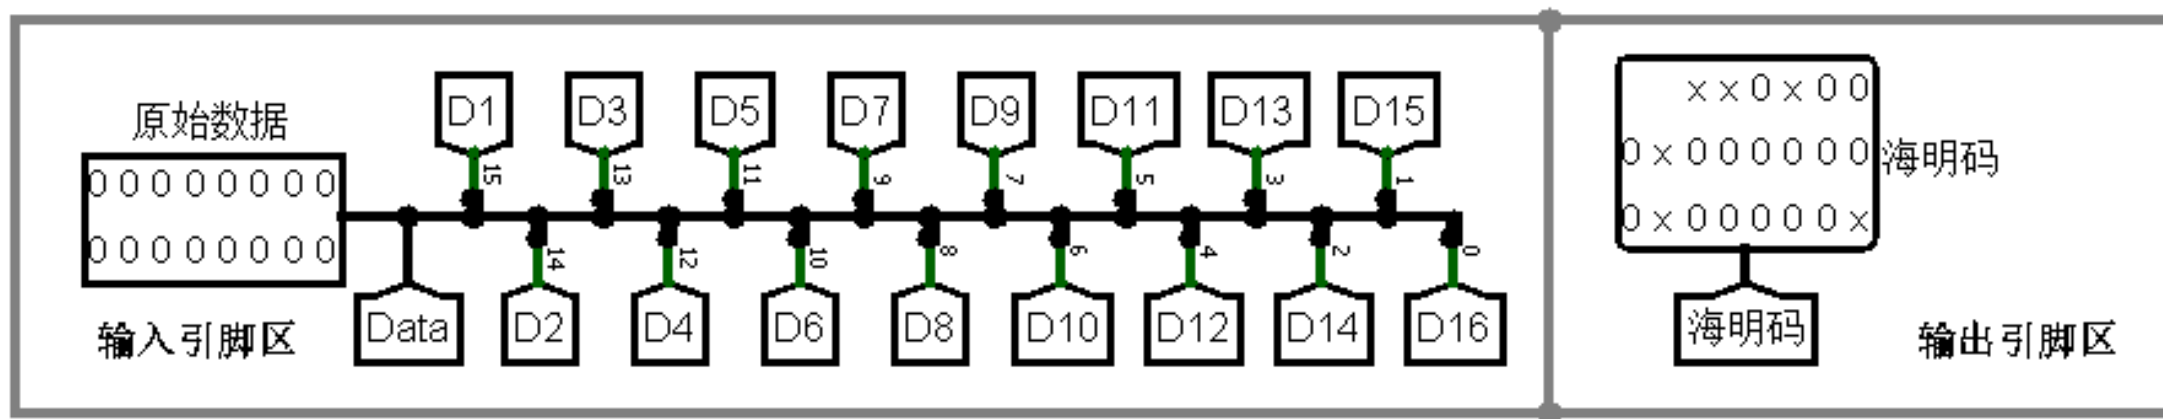 D1 D3 D5 D7 D9 D11 D13 D15
原始数据
15 13 11 9 7 5 3 1
0 0 0 0 0 0 0 0
0 0 0 0 0 0 0 0
14 12 10 8 6 4 2 0
输入引脚区
Data D2 D4 D6 D8 D10 D12 D14 D16
x x 0 x 0 0
0 x 0 0 0 0 0 0
0 x 0 0 0 0 0 x
海明码
海明码
输出引脚区